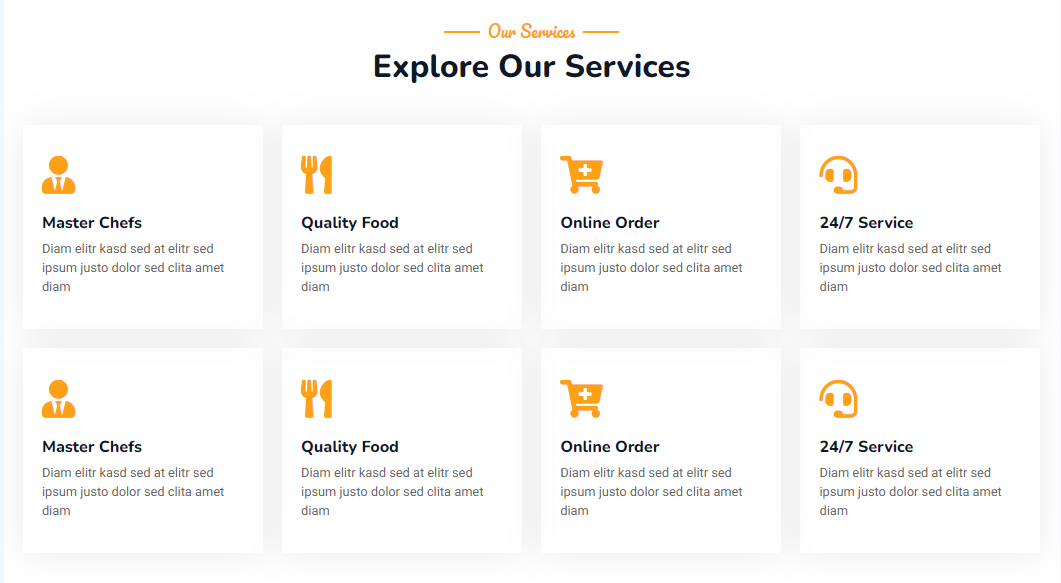 Our Services
Explore Our Services
Master Chefs
Diam elitr kasd sed at elitr sed
ipsum justo dolor sed clita amet
diam
Quality Food
Diam elitr kasd sed at elitr sed
ipsum justo dolor sed clita amet
diam
Online Order
Diam elitr kasd sed at elitr sed
ipsum justo dolor sed clita amet
diam
24/7 Service
Diam elitr kasd sed at elitr sed
ipsum justo dolor sed clita amet
diam
Master Chefs
Diam elitr kasd sed at elitr sed
ipsum justo dolor sed clita amet
diam
Quality Food
Diam elitr kasd sed at elitr sed
ipsum justo dolor sed clita amet
diam
Online Order
Diam elitr kasd sed at elitr sed
ipsum justo dolor sed clita amet
diam
24/7 Service
Diam elitr kasd sed at elitr sed
ipsum justo dolor sed clita amet
diam